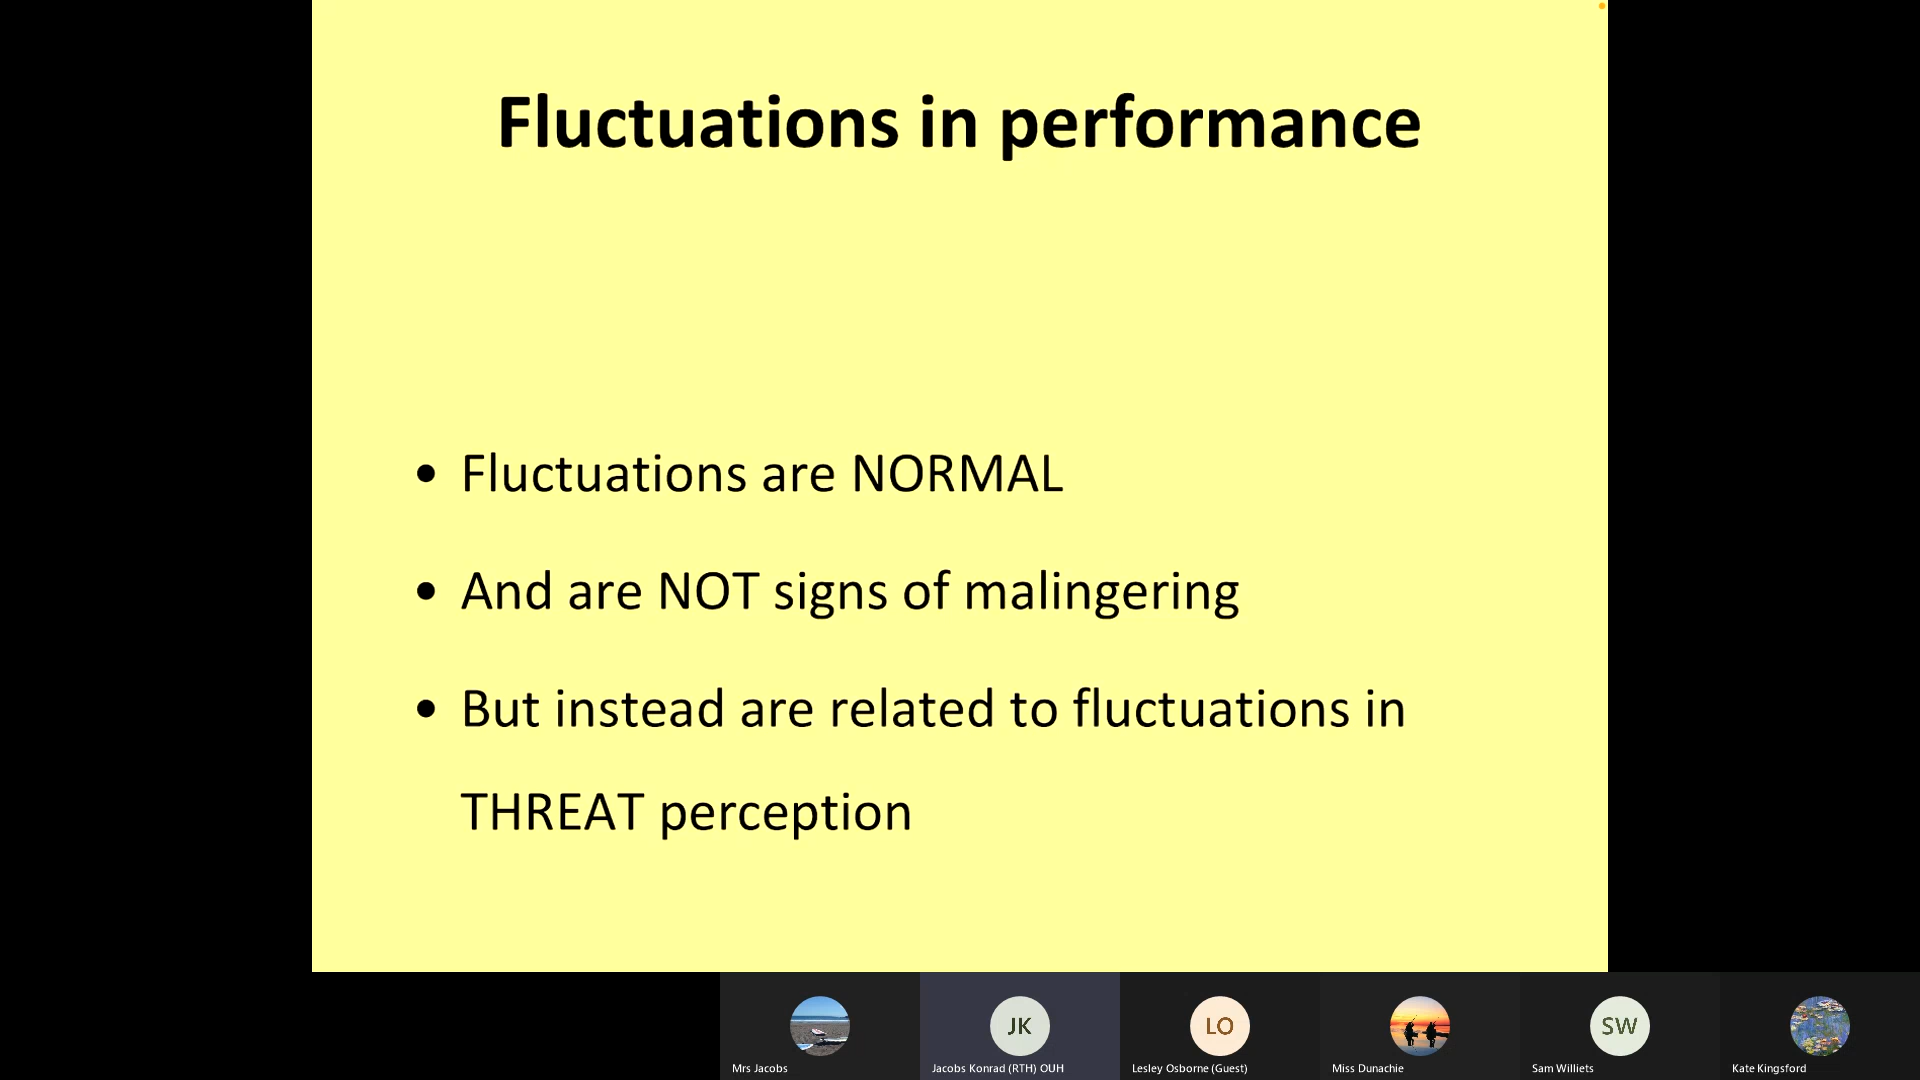 Fluctuations in performance
• Fluctuations are NORMAL
• And are NOT signs of malingering
• But instead are related to fluctuations in
THREAT perception
Mrs Jacobs
JK
Jacobs Konrad (RTH) OUH
LO
Lesley Osborne (Guest)
Miss Dunachie
SW
Sam Williets
Kate Kingsford